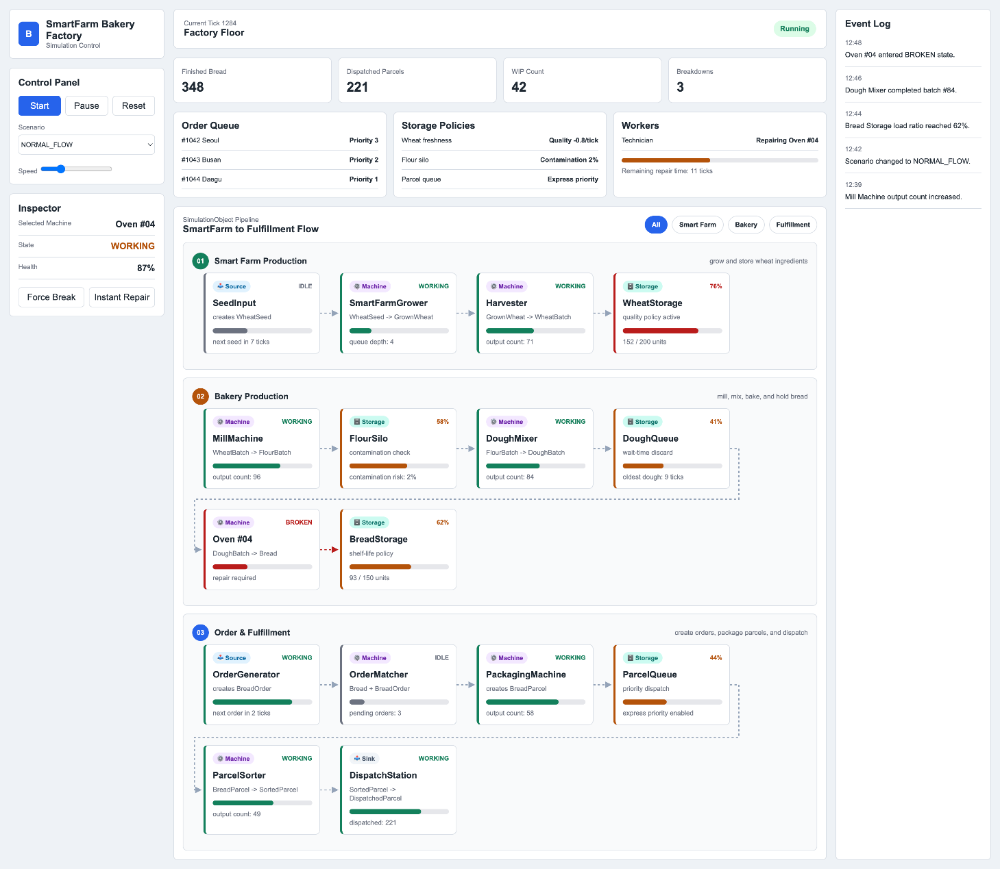 B
SmartFarm Bakery
Factory
Simulation Control
Control Panel
Start Pause Reset
Scenario
NORMAL_FLOW
Speed
Inspector
Selected Machine Oven #04
State WORKING
Health 87%
Force Break Instant Repair
Current Tick 1284
Factory Floor
Running
Finished Bread
348
Dispatched Parcels
221
WIP Count
42
Breakdowns
3
Order Queue
#1042 Seoul Priority 3
#1043 Busan Priority 2
#1044 Daegu Priority 1
Storage Policies
Wheat freshness Quality -0.8/tick
Flour silo Contamination 2%
Parcel queue Express priority
Workers
Technician Repairing Oven #04
Remaining repair time: 11 ticks
SimulationObject Pipeline
SmartFarm to Fulfillment Flow
All Smart Farm Bakery Fulfillment
01 Smart Farm Production grow and store wheat ingredients
Source IDLE
SeedInput
creates WheatSeed
next seed in 7 ticks
Machine WORKING
SmartFarmGrower
WheatSeed -> GrownWheat
queue depth: 4
Machine WORKING
Harvester
GrownWheat -> WheatBatch
output count: 71
Storage 76%
WheatStorage
quality policy active
152 / 200 units
02 Bakery Production mill, mix, bake, and hold bread
Machine WORKING
MillMachine
WheatBatch -> FlourBatch
output count: 96
Storage 58%
FlourSilo
contamination check
contamination risk: 2%
Machine WORKING
DoughMixer
FlourBatch -> DoughBatch
output count: 84
Storage 41%
DoughQueue
wait-time discard
oldest dough: 9 ticks
Machine BROKEN
Oven #04
DoughBatch -> Bread
repair required
Storage 62%
BreadStorage
shelf-life policy
93 / 150 units
03 Order & Fulfillment create orders, package parcels, and dispatch
Source WORKING
OrderGenerator
creates BreadOrder
next order in 2 ticks
Machine IDLE
OrderMatcher
Bread + BreadOrder
pending orders: 3
Machine WORKING
PackagingMachine
creates BreadParcel
output count: 58
Storage 44%
ParcelQueue
priority dispatch
express priority enabled
Machine WORKING
ParcelSorter
BreadParcel -> SortedParcel
output count: 49
Sink WORKING
DispatchStation
SortedParcel ->
DispatchedParcel
dispatched: 221
Event Log
12:48
Oven #04 entered BROKEN state.
12:46
Dough Mixer completed batch #84.
12:44
Bread Storage load ratio reached 62%.
12:42
Scenario changed to NORMAL_FLOW.
12:39
Mill Machine output count increased.